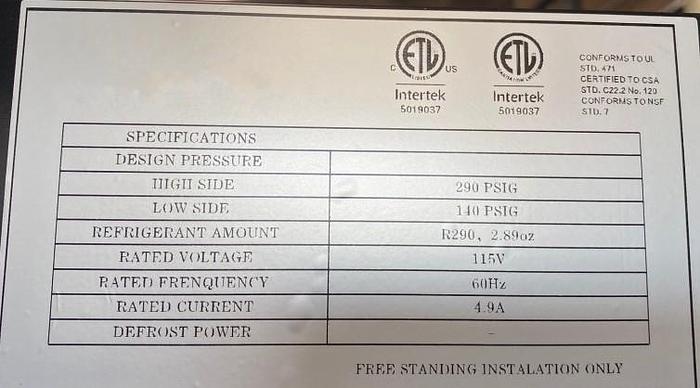 ETL ETL
C LISTED US
Intertek Intertek
5019037 5019037
CONFORMS TO UL
STD. 471
CERTIFIED TO CSA
STD. C22.2 No. 120
CONFORMS TO NSF
STD. 7
SPECIFICATIONS
DESIGN PRESSURE
HIGH SIDE 290 PSIG
LOW SIDE 140 PSIG
REFRIGERANT AMOUNT R290, 2.89oz
RATED VOLTAGE 115V
RATED FRENQUENCY 60Hz
RATED CURRENT 4.9A
DEFROST POWER –
FREE STANDING INSTALATION ONLY